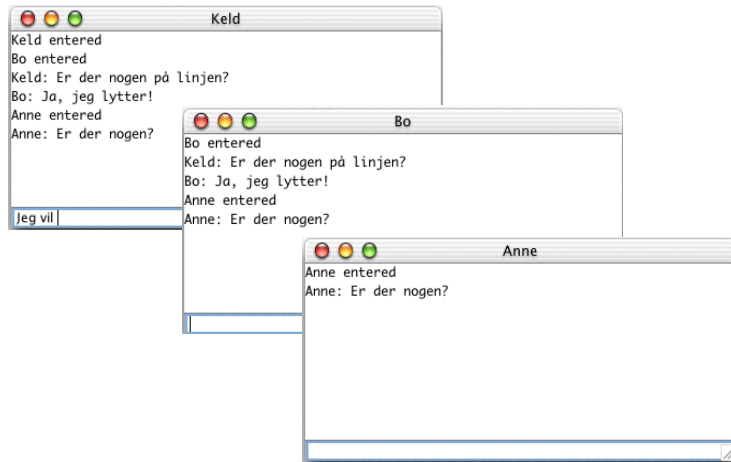 Keld
Keld entered
Bo entered
Keld: Er der nogen på linjen?
Bo: Ja, jeg lytter!
Anne entered
Anne: Er der nogen?
Jeg vil
Bo
Bo entered
Keld: Er der nogen på linjen?
Bo: Ja, jeg lytter!
Anne entered
Anne: Er der nogen?
Anne
Anne entered
Anne: Er der nogen?